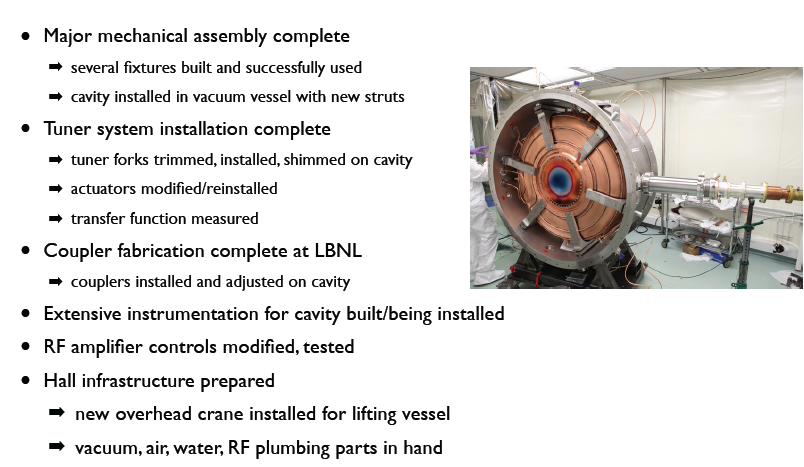 • Major mechanical assembly complete
➡ several fixtures built and successfully used
➡ cavity installed in vacuum vessel with new struts
• Tuner system installation complete
➡ tuner forks trimmed, installed, shimmed on cavity
➡ actuators modified/reinstalled
➡ transfer function measured
• Coupler fabrication complete at LBNL
➡ couplers installed and adjusted on cavity
• Extensive instrumentation for cavity built/being installed
• RF amplifier controls modified, tested
• Hall infrastructure prepared
➡ new overhead crane installed for lifting vessel
➡ vacuum, air, water, RF plumbing parts in hand